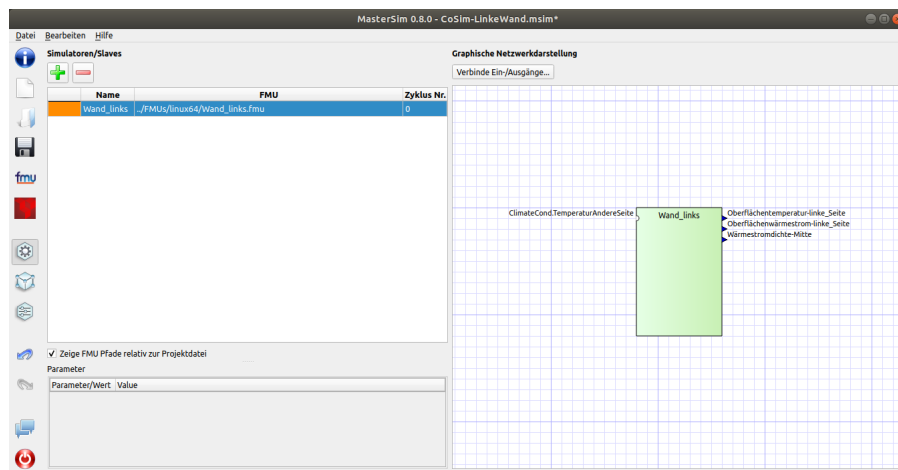 MasterSim 0.8.0 - CoSim-LinkeWand.msim*
Datei Bearbeiten Hilfe
Simulatoren/Slaves
Name FMU Zyklus Nr.
Wand_links ../FMUs/linux64/Wand_links.fmu 0
fmu
Zeige FMU Pfade relativ zur Projektdatei
Parameter
Parameter/Wert Value
Graphische Netzwerkdarstellung
Verbinde Ein-/Ausgänge...
ClimateCond.TemperaturAndereSeite
Wand_links
Oberflächentemperatur-linke_Seite
Oberflächenwärmestrom-linke_Seite
Wärmestromdichte-Mitte